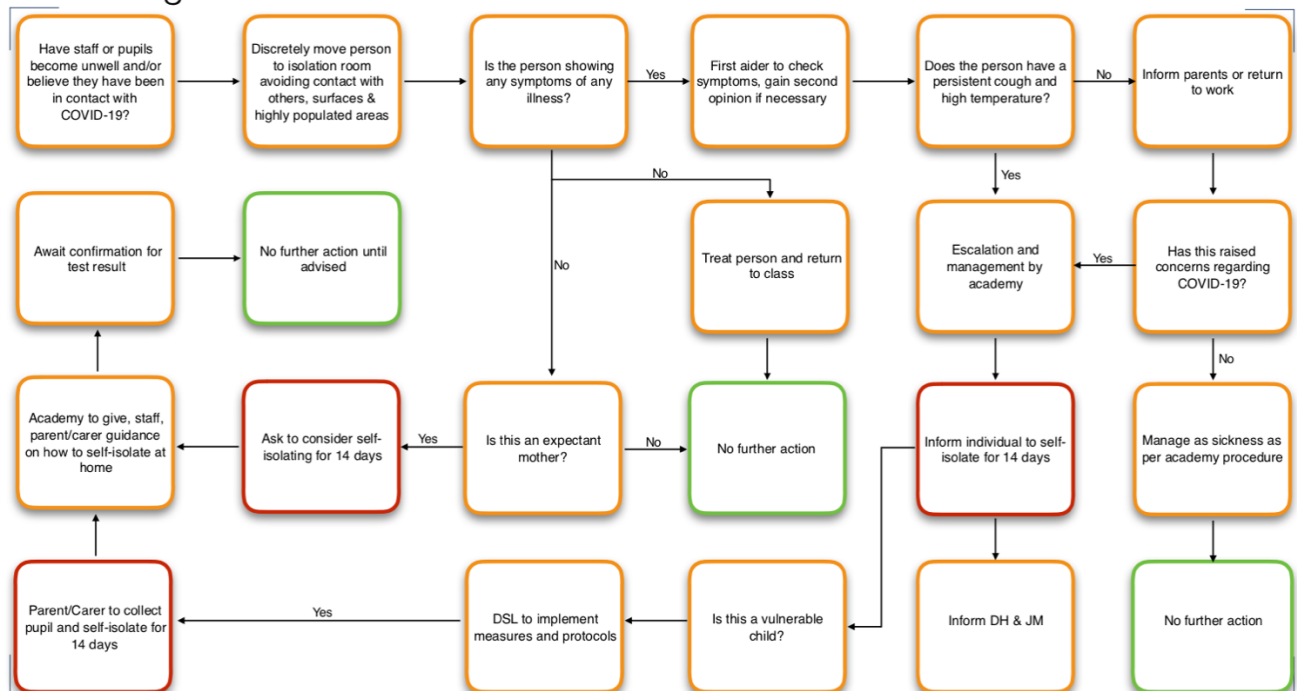 Have staff or pupils
become unwell and/or
believe they have been
in contact with
COVID-19?
Discretely move person
to isolation room
avoiding contact with
others, surfaces &
highly populated areas
Is the person showing
any symptoms of any
illness?
Yes
First aider to check
symptoms, gain second
opinion if necessary
Does the person have a
persistent cough and
high temperature?
No
Inform parents or return
to work
No
Yes
Await confirmation for
test result
No further action until
advised
No
Treat person and return
to class
Escalation and
management by
academy
Yes
Has this raised
concerns regarding
COVID-19?
No
Academy to give, staff,
parent/carer guidance
on how to self-isolate at
home
Ask to consider self-
isolating for 14 days
Yes
Is this an expectant
mother?
No
No further action
Inform individual to self-
isolate for 14 days
Manage as sickness as
per academy procedure
Parent/Carer to collect
pupil and self-isolate for
14 days
Yes
DSL to implement
measures and protocols
Is this a vulnerable
child?
Inform DH & JM
No further action